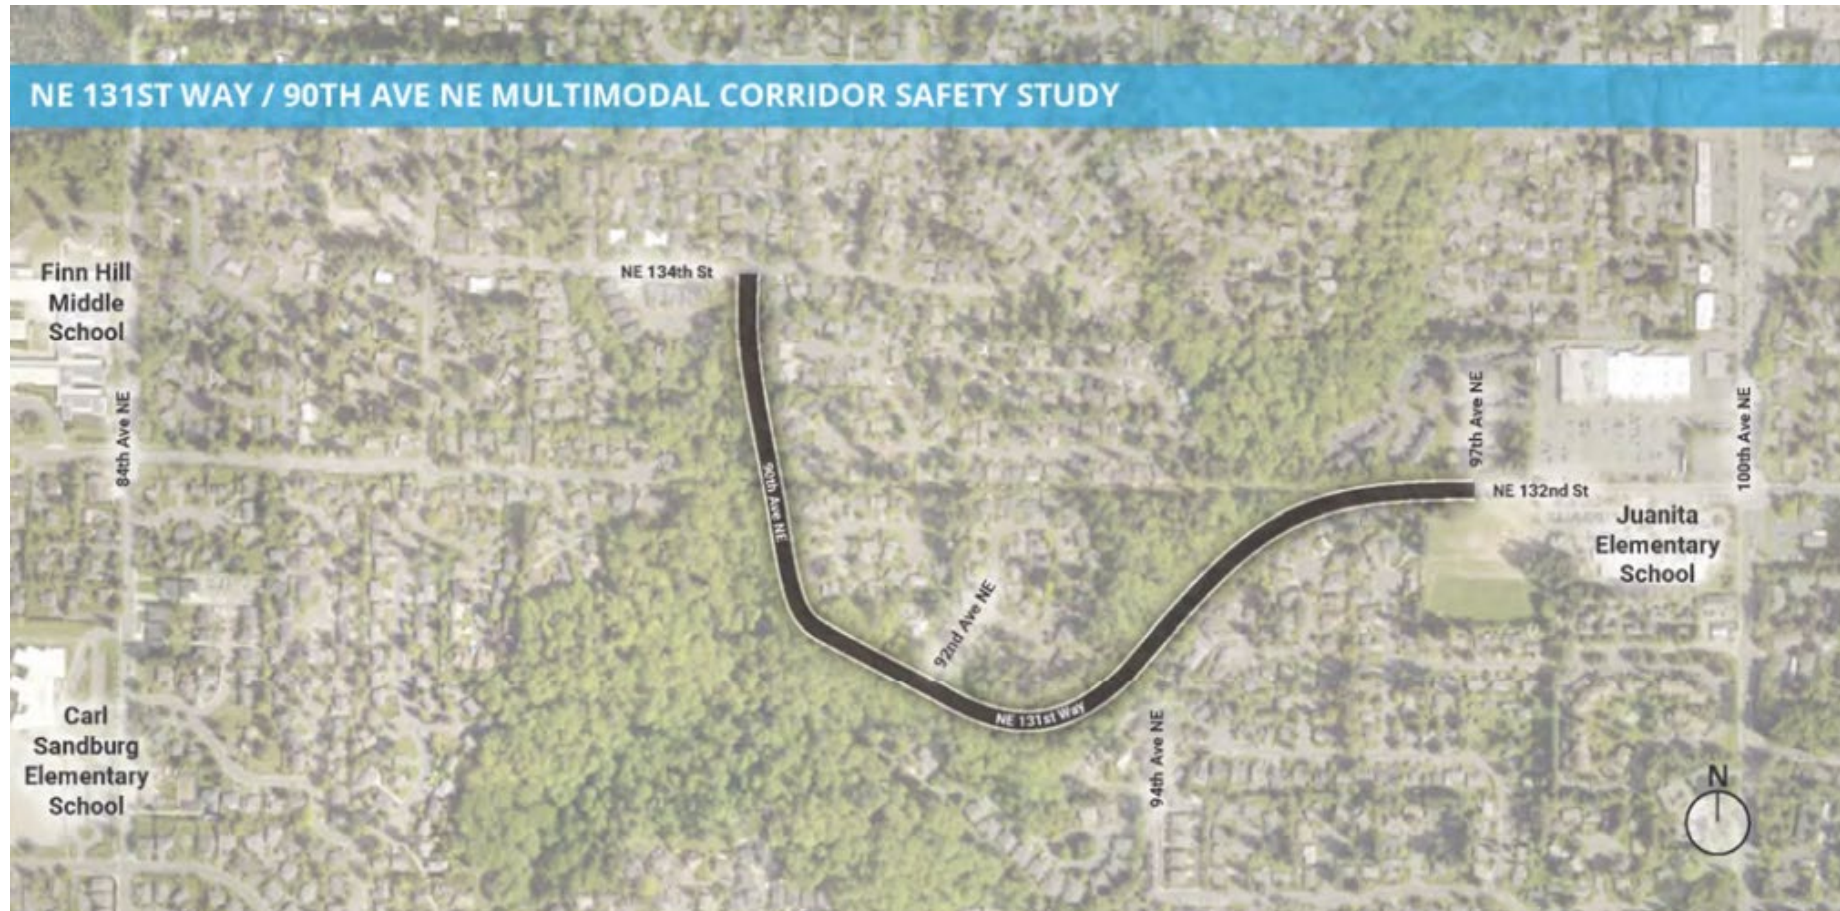 NE 131ST WAY / 90TH AVE NE MULTIMODAL CORRIDOR SAFETY STUDY
Finn Hill
Middle
School
NE 134th St
84th Ave NE
90th Ave NE
97th Ave NE
100th Ave NE
NE 132nd St
Juanita
Elementary
School
92nd Ave NE
NE 131st Way
94th Ave NE
Carl
Sandburg
Elementary
School
N